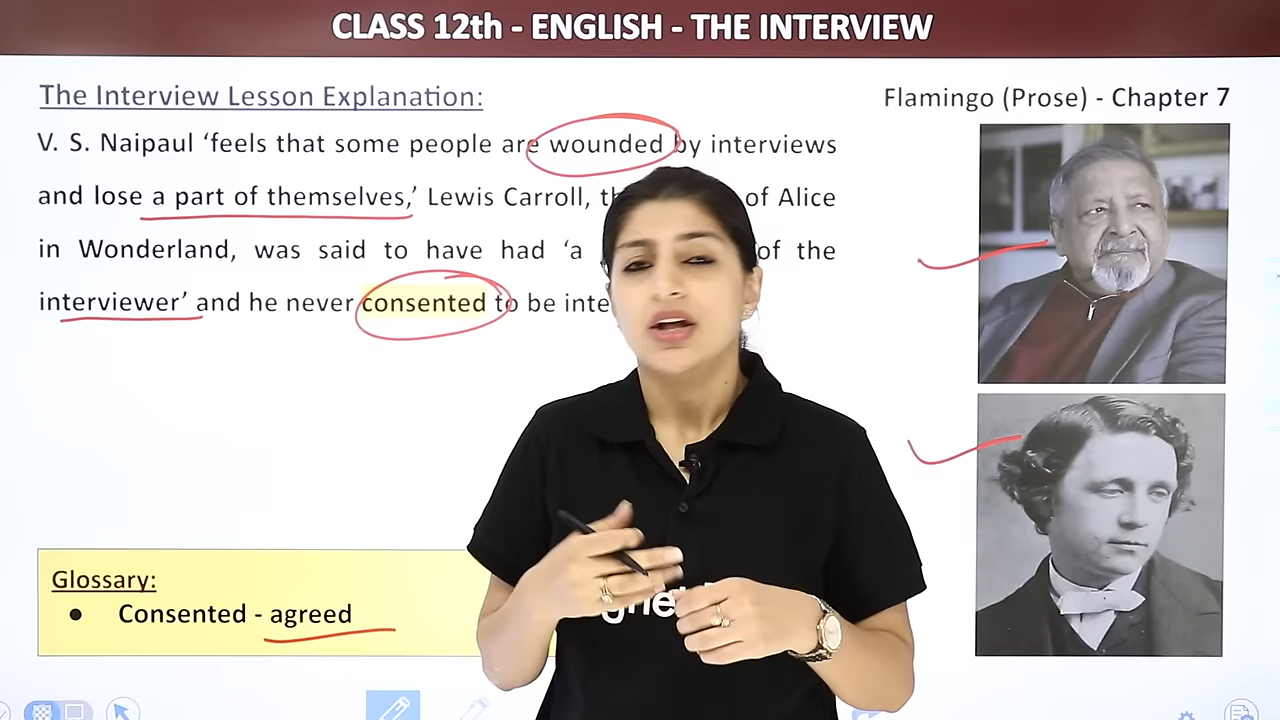 CLASS 12th - ENGLISH - THE INTERVIEW
The Interview Lesson Explanation:
Flamingo (Prose) - Chapter 7
V. S. Naipaul ‘feels that some people are wounded by interviews
and lose a part of themselves,’ Lewis Carroll, of Alice
in Wonderland, was said to have had ‘a of the
interviewer’ and he never consented to be
Glossary:
● Consented - agreed